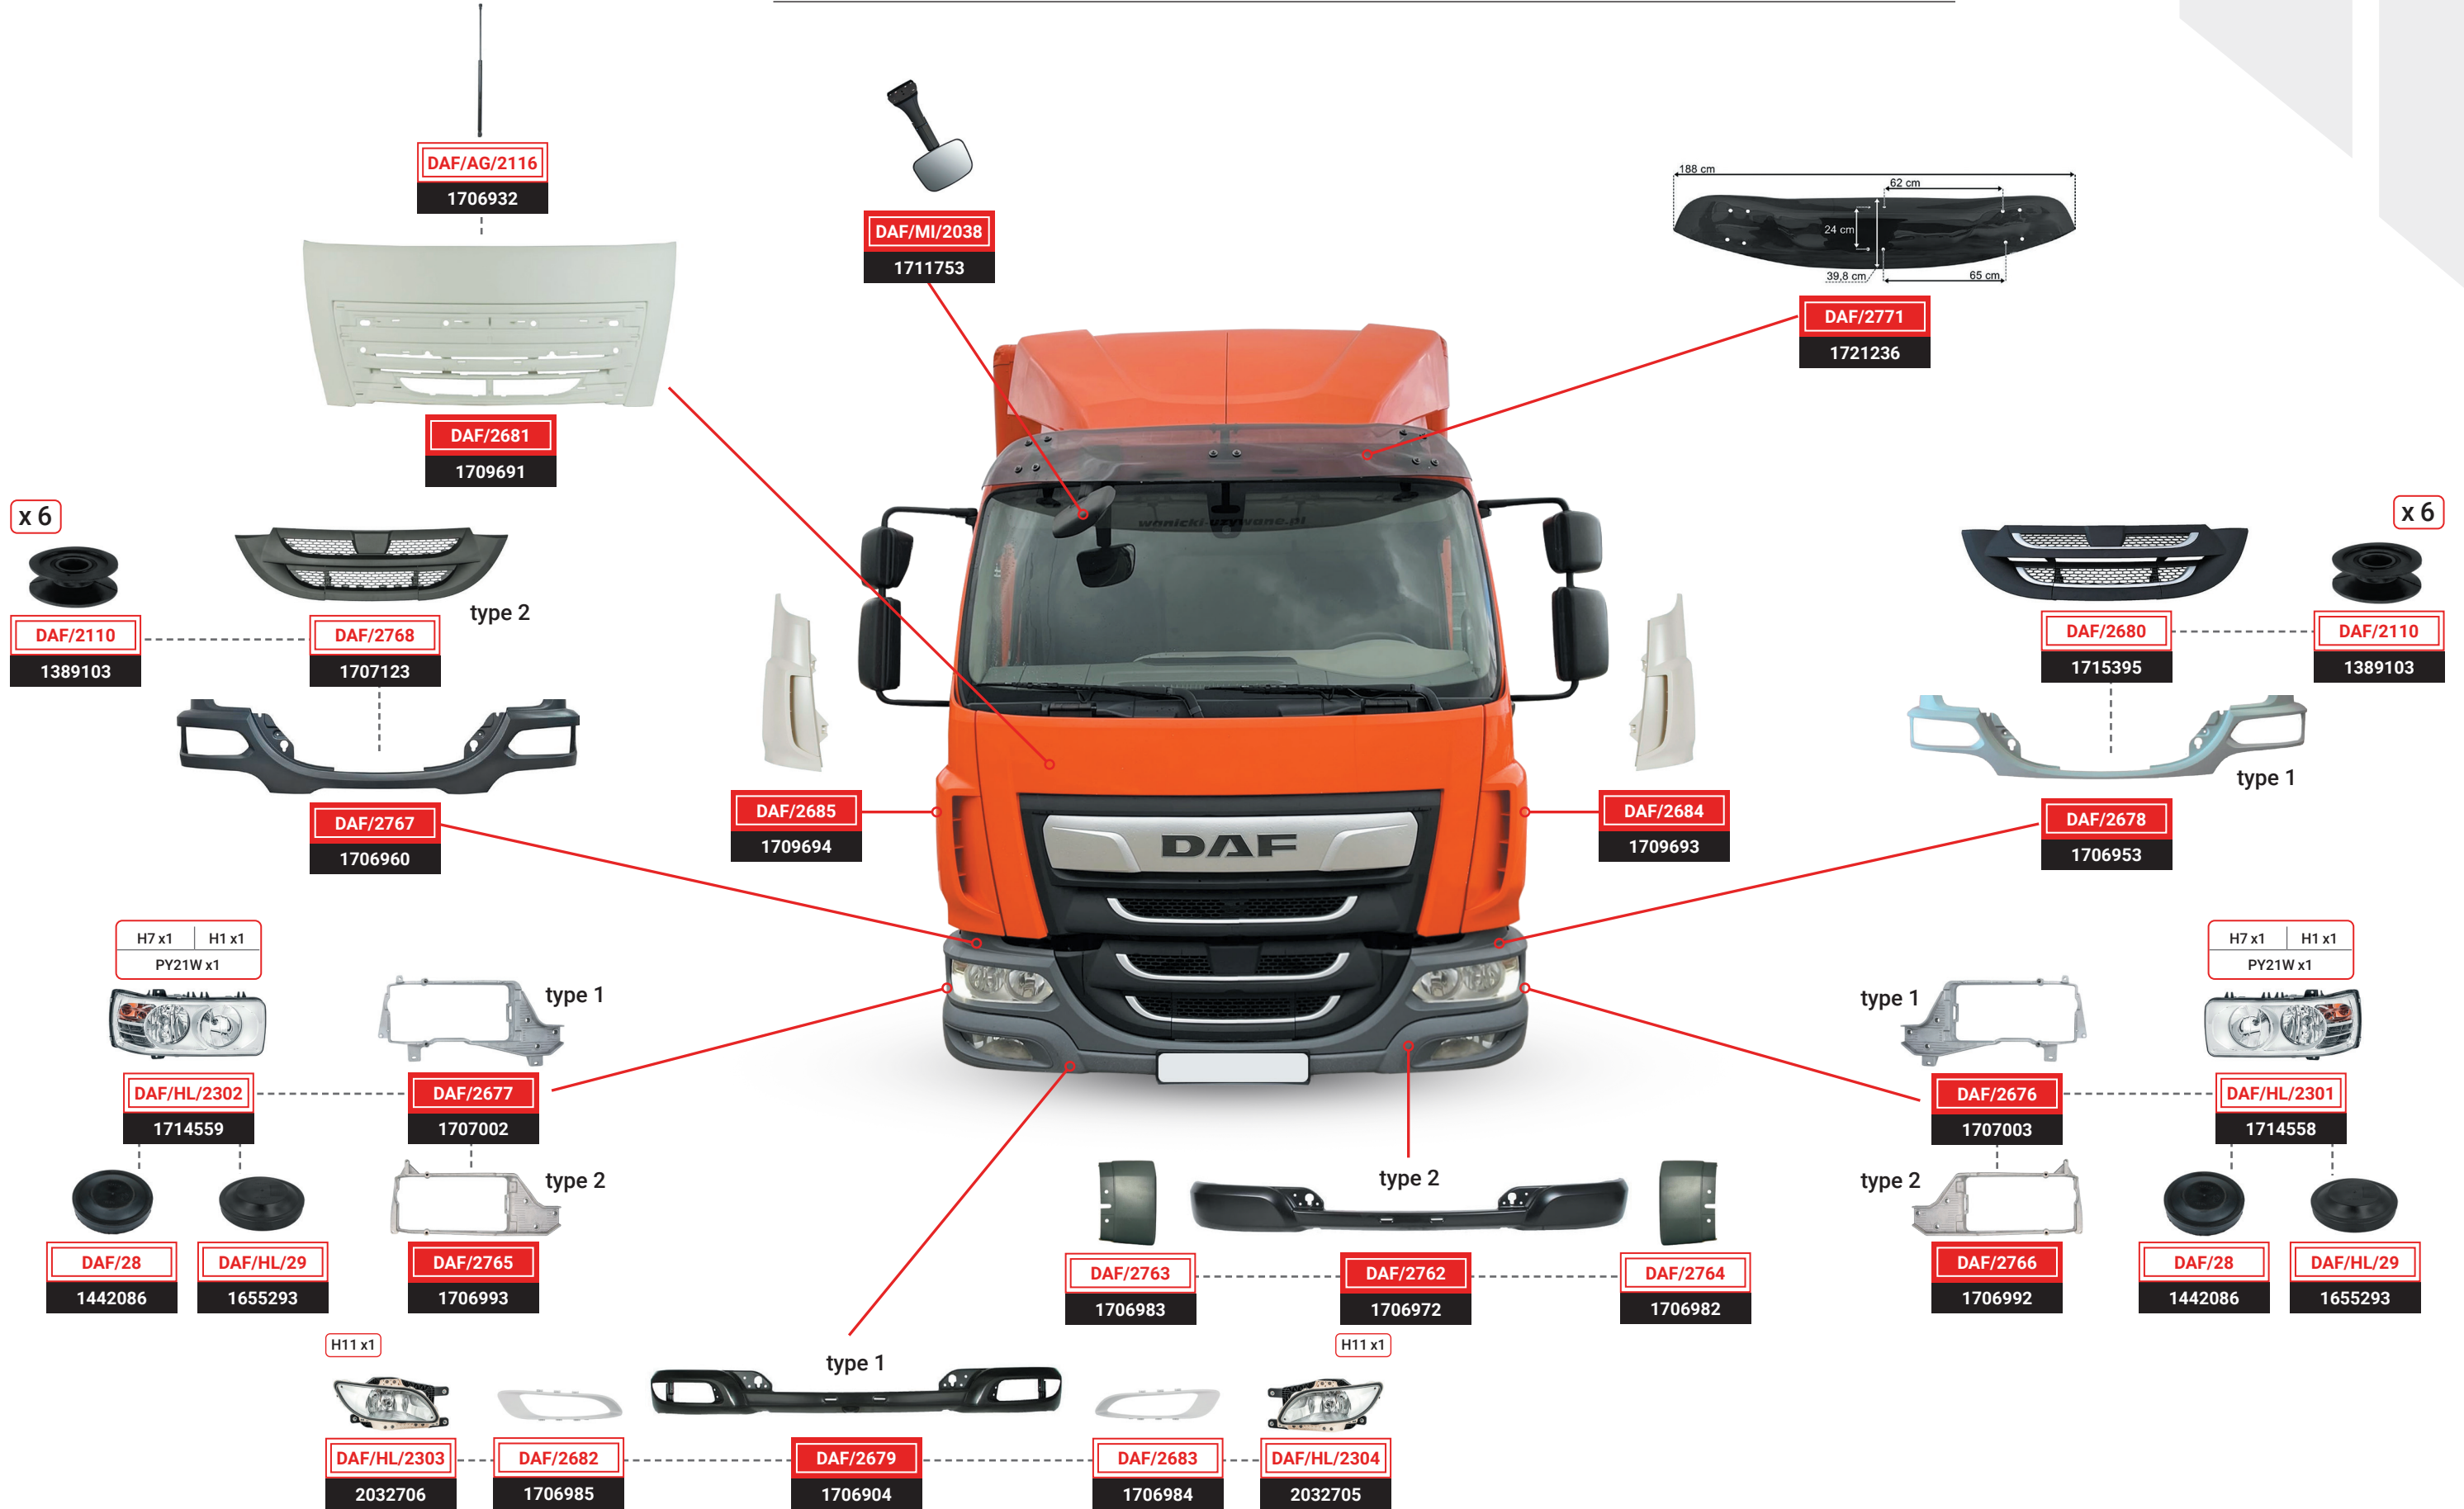 DAF/AG/2116
1706932
DAF/MI/2038
1711753
188 cm
62 cm
24 cm
39,8 cm
65 cm
DAF/2771
1721236
DAF/2681
1709691
x 6
x 6
type 2
DAF/2110
1389103
DAF/2768
1707123
DAF/2680
1715395
DAF/2110
1389103
wanicki-uzywane.pl
type 1
DAF/2767
1706960
DAF/2685
1709694
DAF
DAF/2684
1709693
DAF/2678
1706953
H7 x1 H1 x1
PY21W x1
H7 x1 H1 x1
PY21W x1
type 1
type 1
DAF/HL/2302
1714559
DAF/2677
1707002
DAF/2676
1707003
DAF/HL/2301
1714558
type 2
type 2
type 2
DAF/28
1442086
DAF/HL/29
1655293
DAF/2765
1706993
DAF/2763
1706983
DAF/2762
1706972
DAF/2764
1706982
DAF/2766
1706992
DAF/28
1442086
DAF/HL/29
1655293
H11 x1
type 1
H11 x1
DAF/HL/2303
2032706
DAF/2682
1706985
DAF/2679
1706904
DAF/2683
1706984
DAF/HL/2304
2032705